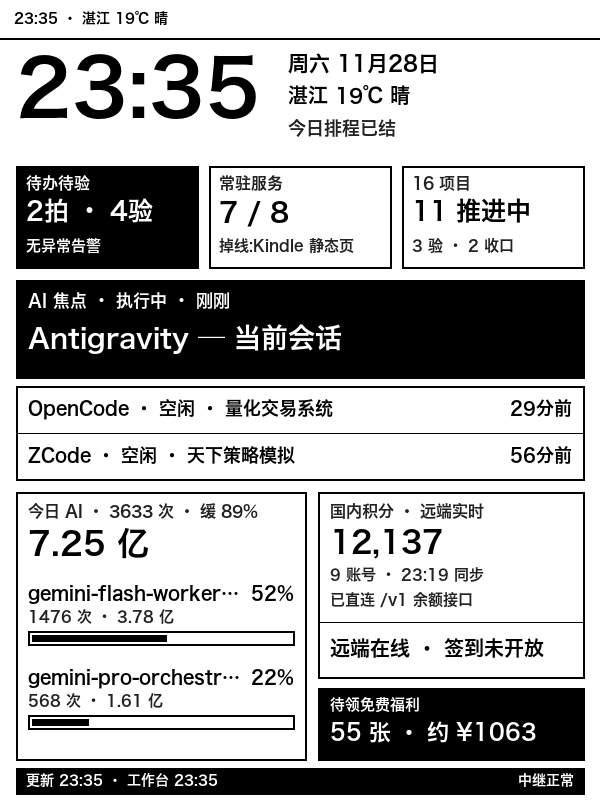 23:35 · 湛江 19℃ 晴
23:35
周六 11月28日
湛江 19℃ 晴
今日排程已结
待办待验
2拍 · 4验
无异常告警
常驻服务
7 / 8
掉线:Kindle 静态页
16 项目
11 推进中
3 验 · 2 收口
AI 焦点 · 执行中 · 刚刚
Antigravity — 当前会话
OpenCode · 空闲 · 量化交易系统 29分前
ZCode · 空闲 · 天下策略模拟 56分前
今日 AI · 3633 次 · 缓 89%
7.25 亿
gemini-flash-worker··· 52%
1476 次 · 3.78 亿
gemini-pro-orchestr··· 22%
568 次 · 1.61 亿
国内积分 · 远端实时
12,137
9 账号 · 23:19 同步
已直连 /v1 余额接口
远端在线 · 签到未开放
待领免费福利
55 张 · 约 ¥1063
更新 23:35 · 工作台 23:35 中继正常